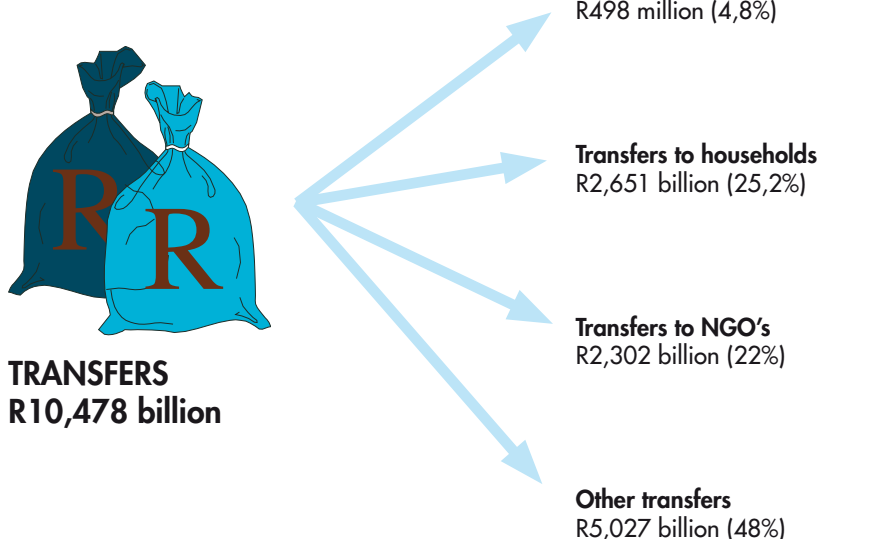 R498 million (4,8%)
Transfers to households
R2,651 billion (25,2%)
R
R
Transfers to NGO's
R2,302 billion (22%)
TRANSFERS
R10,478 billion
Other transfers
R5,027 billion (48%)